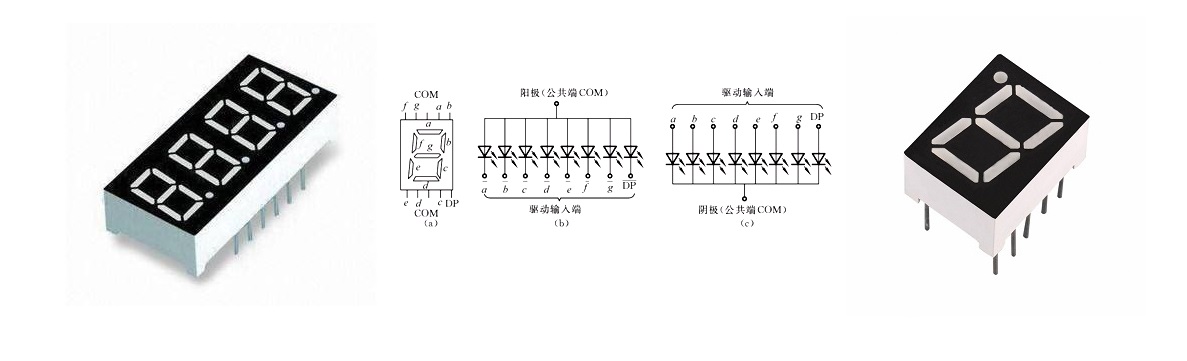 COM
f g a b
a
f g b
e c
d
e d c DP
COM
(a)
阳极(公共端COM)
a̅ b̅ c̅ d̅ e̅ f̅ g̅ D̅P̅
驱动输入端
(b)
驱动输入端
a b c d e f g DP
阴极(公共端COM)
(c)